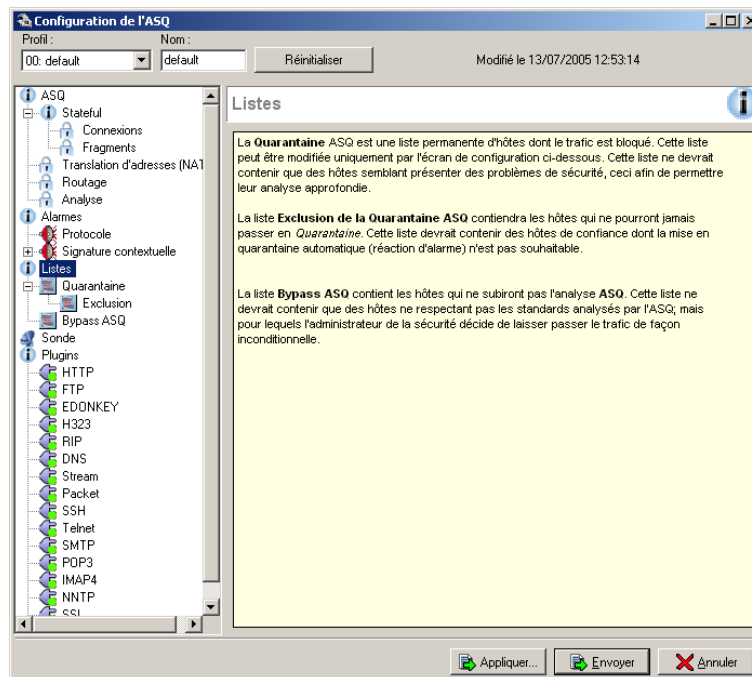 Configuration de l'ASQ
Profil :
Nom :
00: default
default
Réinitialiser
Modifié le 13/07/2005 12:53:14
ASQ
Stateful
Connexions
Fragments
Translation d'adresses (NAT
Routage
Analyse
Alarmes
Protocole
Signature contextuelle
Listes
Quarantaine
Exclusion
Bypass ASQ
Sonde
Plugins
HTTP
FTP
EDONKEY
H323
RIP
DNS
Stream
Packet
SSH
Telnet
SMTP
POP3
IMAP4
NNTP
SSL
Listes
La Quarantaine ASQ est une liste permanente d'hôtes dont le trafic est bloqué. Cette liste
peut être modifiée uniquement par l'écran de configuration ci-dessous. Cette liste ne devrait
contenir que des hôtes semblant présenter des problèmes de sécurité, ceci afin de permettre
leur analyse approfondie.
La liste Exclusion de la Quarantaine ASQ contiendra les hôtes qui ne pourront jamais
passer en Quarantaine. Cette liste devrait contenir des hôtes de confiance dont la mise en
quarantaine automatique (réaction d'alarme) n'est pas souhaitable.
La liste Bypass ASQ contient les hôtes qui ne subiront pas l'analyse ASQ. Cette liste ne
devrait contenir que des hôtes ne respectant pas les standards analysés par l'ASQ; mais
pour lequels l'administrateur de la sécurité décide de laisser passer le trafic de façon
inconditionnelle.
Appliquer...
Envoyer
Annuler